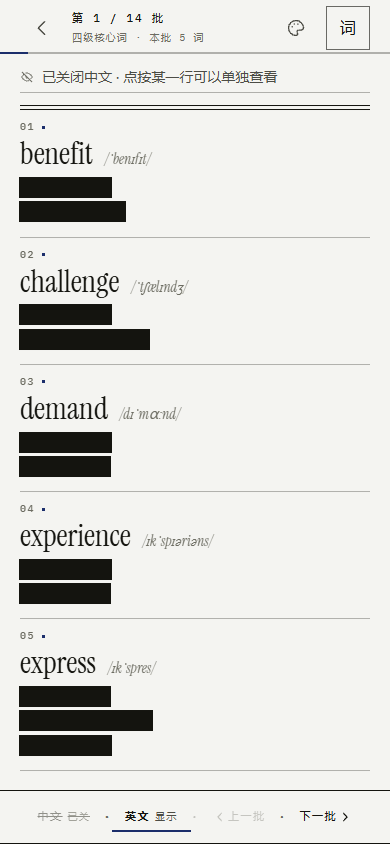 第 1 / 14 批
四级核心词 · 本批 5 词
词
已关闭中文 · 点按某一行可以单独查看
01
benefit /ˈbenɪfɪt/
02
challenge /ˈtʃælɪndʒ/
03
demand /dɪˈmɑːnd/
04
experience /ɪkˈspɪəriəns/
05
express /ɪkˈspres/
中文 已关 · 英文 显示 · 上一批 · 下一批